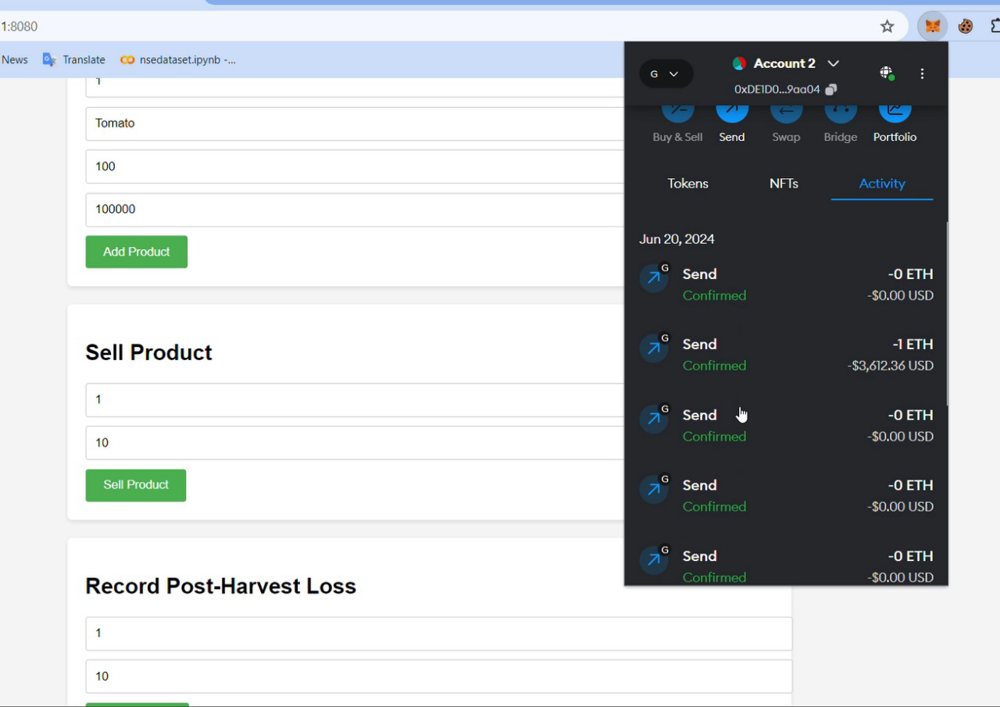 1:8080
News Translate nsedataset.ipynb -...
1
Tomato
100
100000
Add Product
Sell Product
1
10
Sell Product
Record Post-Harvest Loss
1
10
G
Account 2
0xDE1D0...9aa04
Buy & Sell Send Swap Bridge Portfolio
Tokens NFTs Activity
Jun 20, 2024
G
Send -0 ETH
Confirmed -$0.00 USD
G
Send -1 ETH
Confirmed -$3,612.36 USD
G
Send -0 ETH
Confirmed -$0.00 USD
G
Send -0 ETH
Confirmed -$0.00 USD
G
Send -0 ETH
Confirmed -$0.00 USD